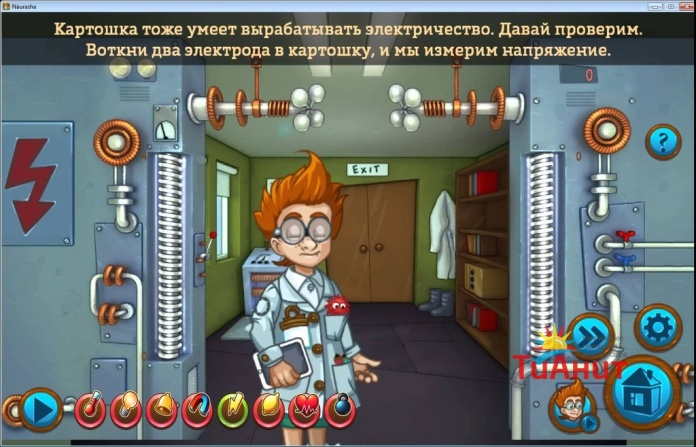 Naurasha
Картошка тоже умеет вырабатывать электричество. Давай проверим.
Воткни два электрода в картошку, и мы измерим напряжение.
0
?
EXIT
ТиАнит